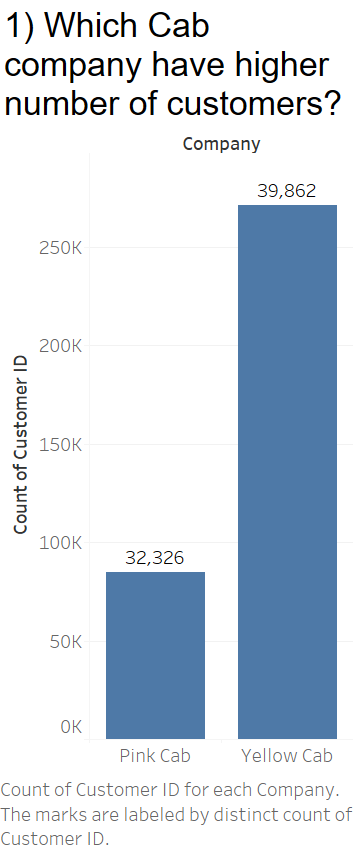 1) Which Cab
company have higher
number of customers?
Company
39,862
250K
200K
150K
100K
32,326
50K
0K
Count of Customer ID
Pink Cab
Yellow Cab
Count of Customer ID for each Company.
The marks are labeled by distinct count of
Customer ID.